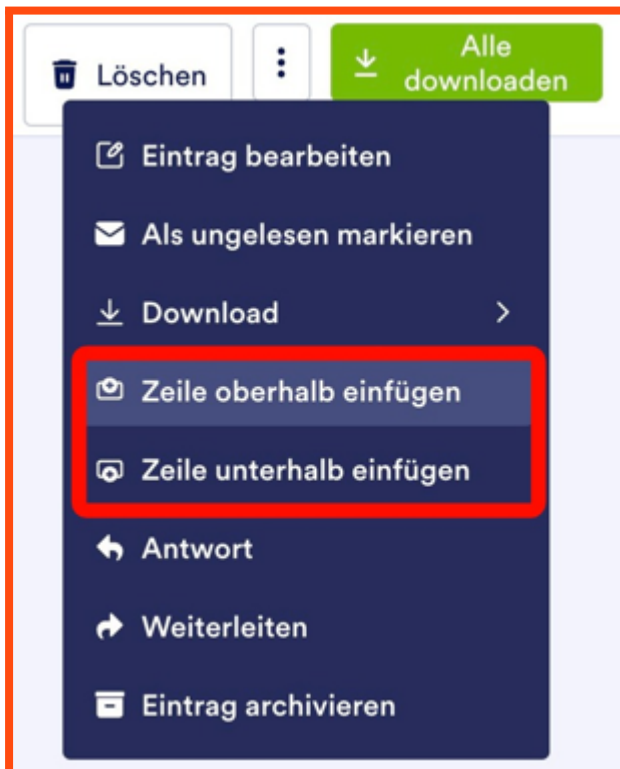 Löschen
Alle
downloaden
Eintrag bearbeiten
Als ungelesen markieren
Download
Zeile oberhalb einfügen
Zeile unterhalb einfügen
Antwort
Weiterleiten
Eintrag archivieren